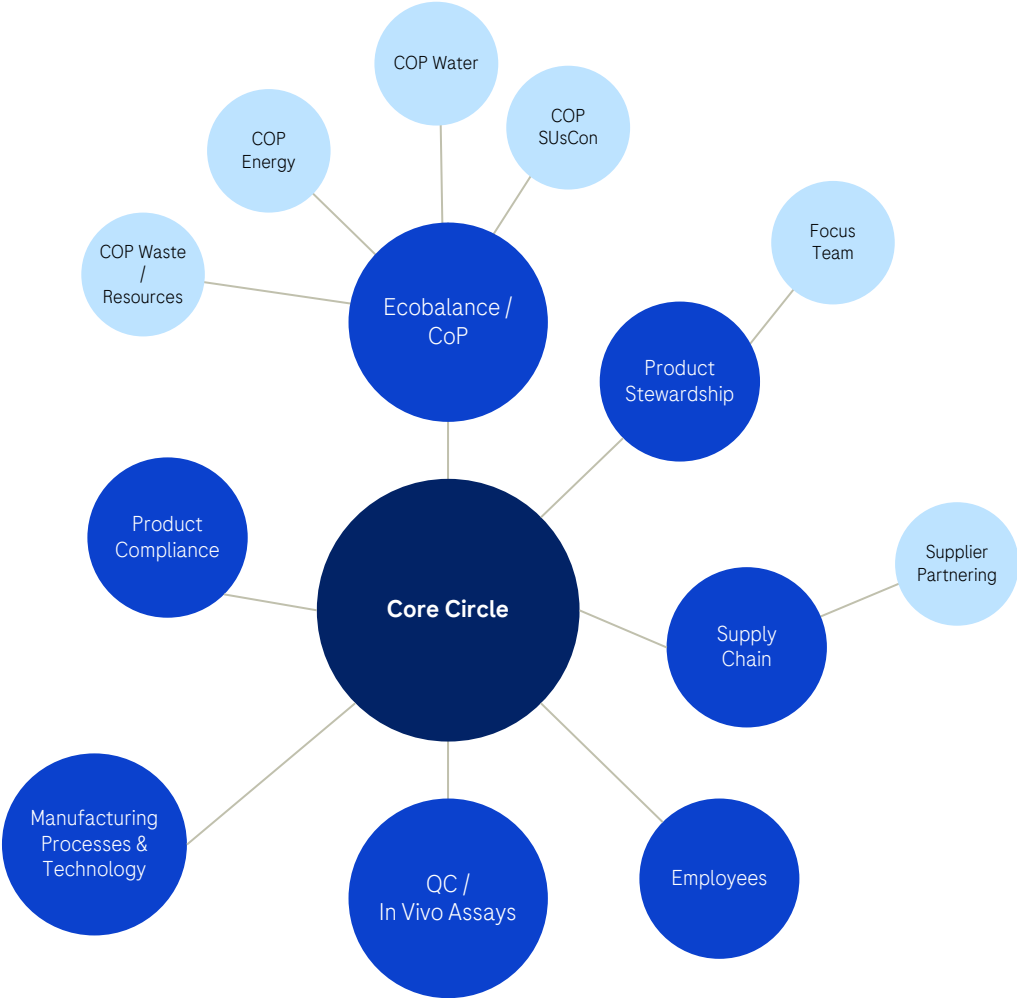 COP Water
COP
SUsCon
COP
Energy
COP Waste
/
Resources
Focus
Team
Ecobalance /
CoP
Product
Stewardship
Product
Compliance
Supplier
Partnering
Core Circle
Supply
Chain
Manufacturing
Processes &
Technology
QC /
In Vivo Assays
Employees